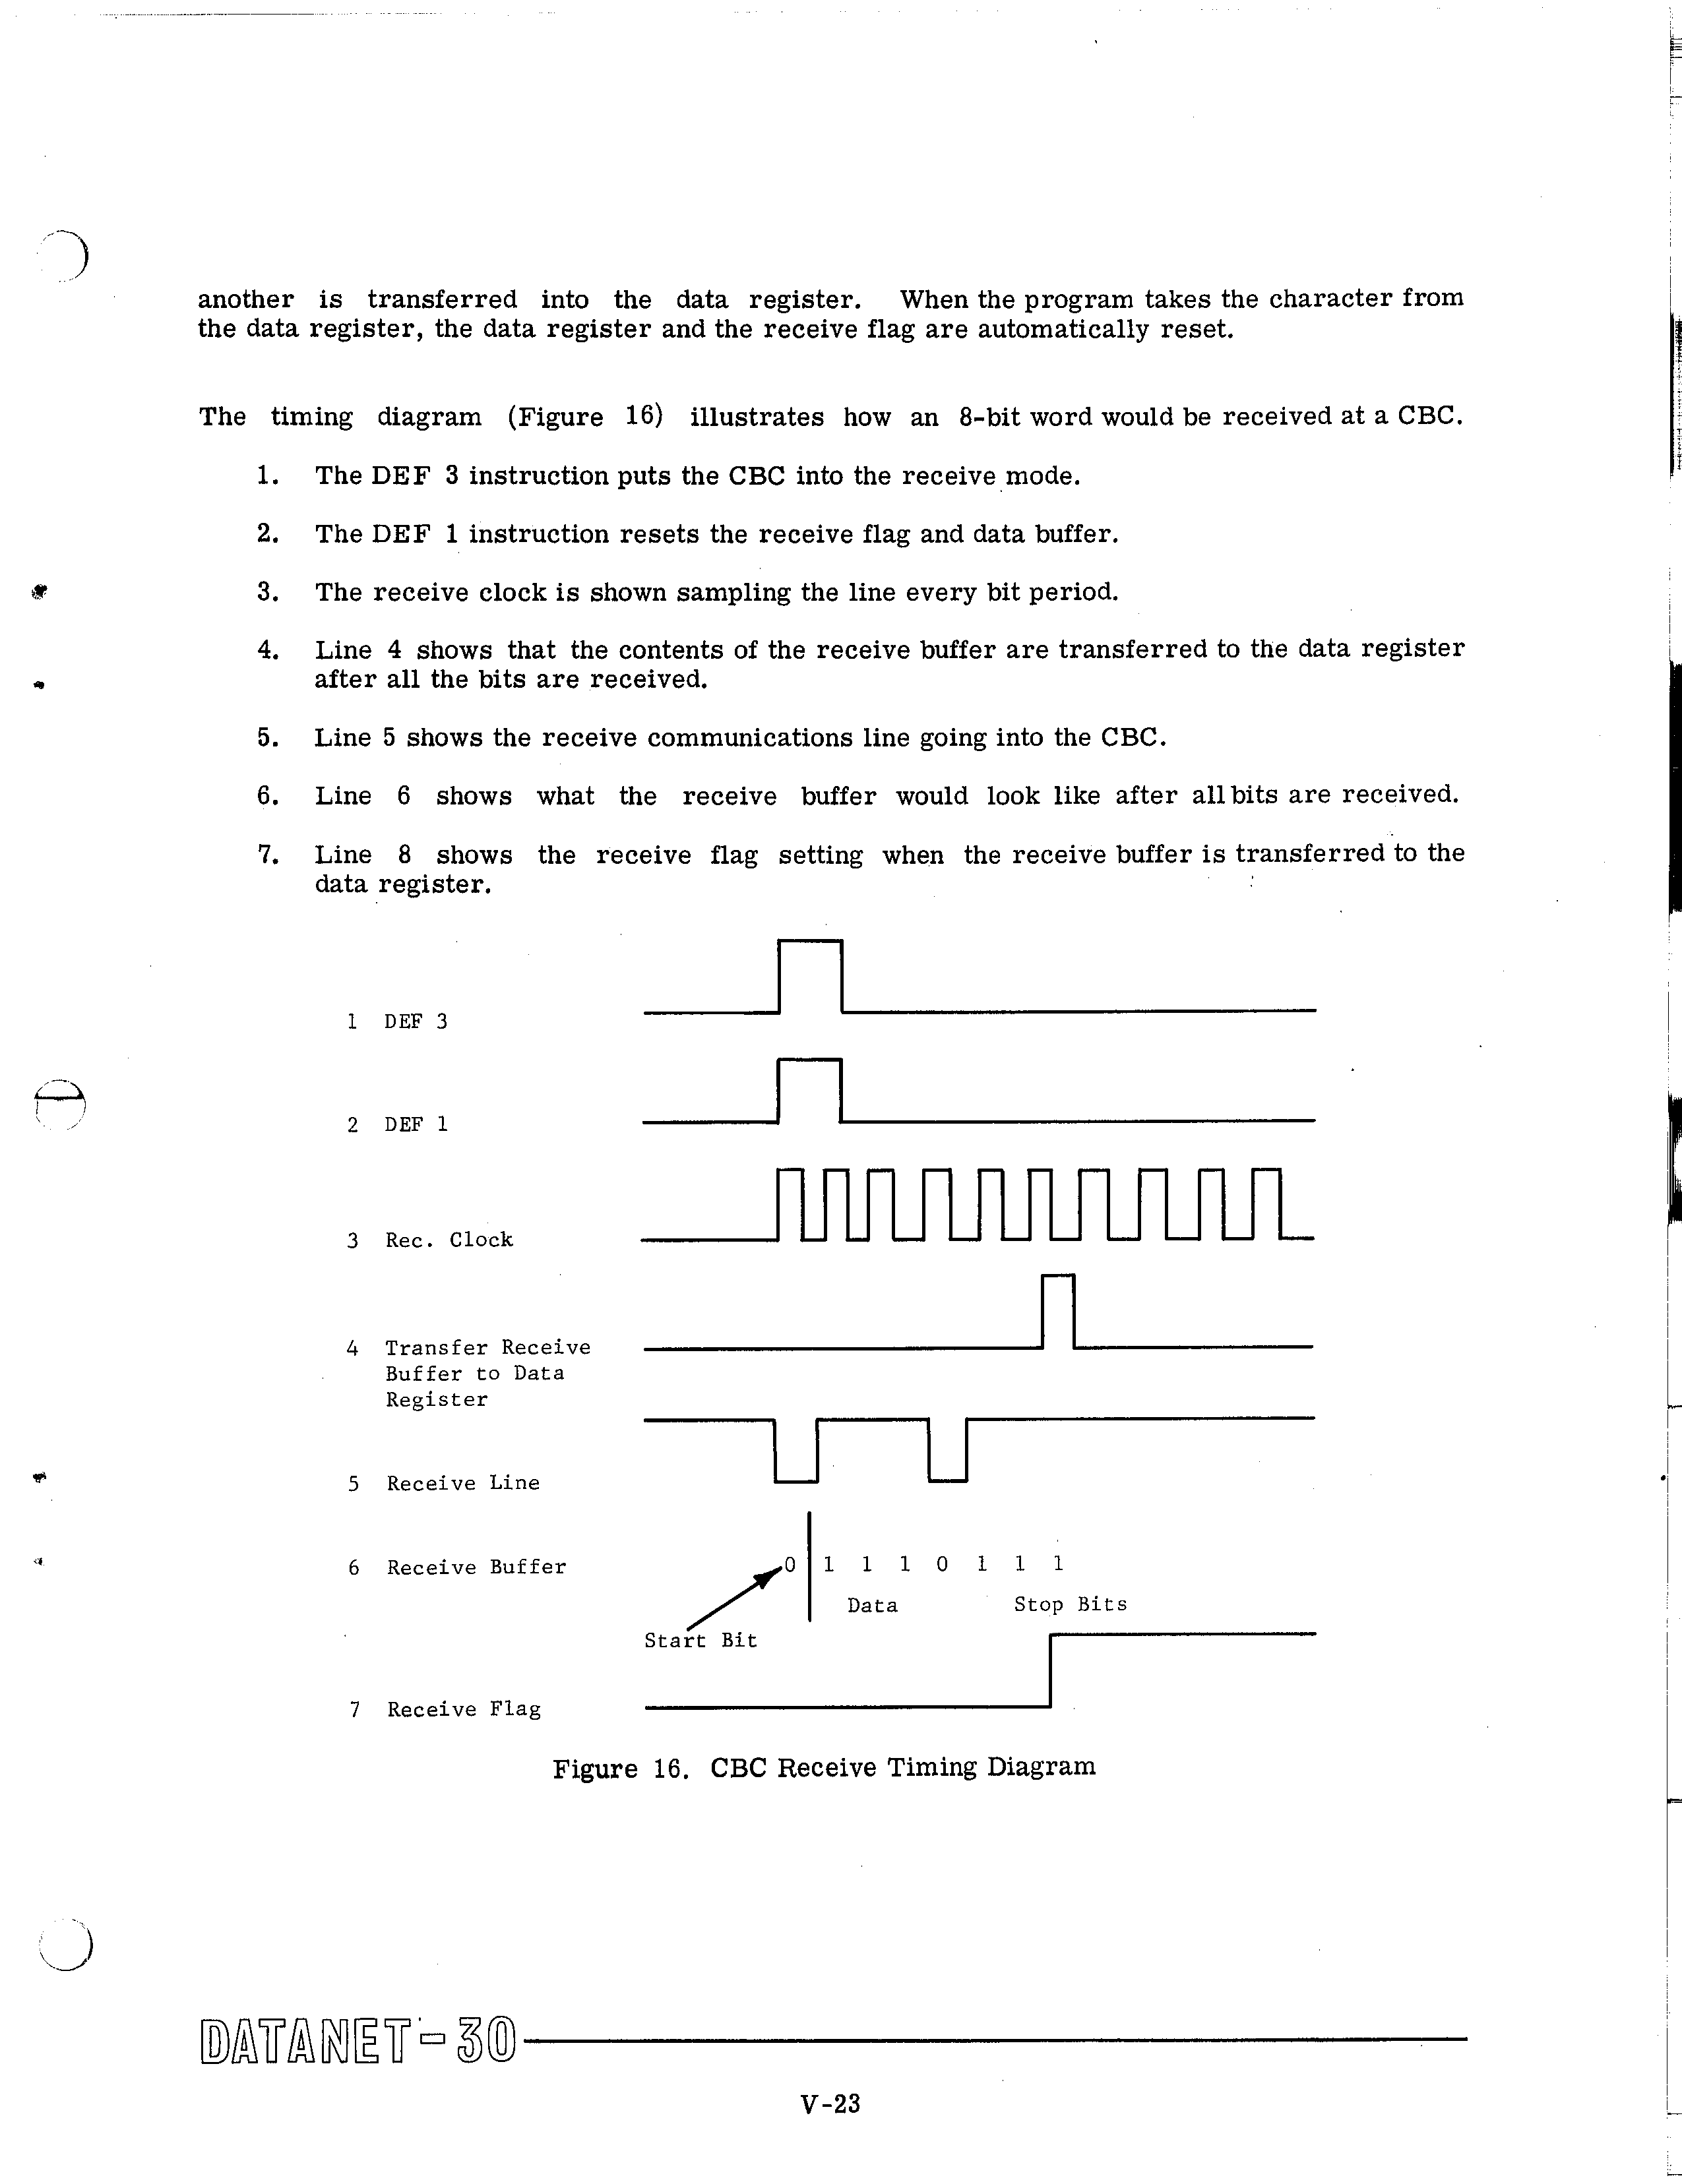 another is transferred into the data register. When the program takes the character from
the data register, the data register and the receive flag are automatically reset.
The timing diagram (Figure 16) illustrates how an 8-bit word would be received at a CBC.
1. The DEF 3 instruction puts the CBC into the receive mode.
2. The DEF 1 instruction resets the receive flag and data buffer.
3. The receive clock is shown sampling the line every bit period.
4. Line 4 shows that the contents of the receive buffer are transferred to the data register
after all the bits are received.
5. Line 5 shows the receive communications line going into the CBC.
6. Line 6 shows what the receive buffer would look like after all bits are received.
7. Line 8 shows the receive flag setting when the receive buffer is transferred to the
data register.
1 DEF 3
2 DEF 1
3 Rec. Clock
4 Transfer Receive
Buffer to Data
Register
5 Receive Line
6 Receive Buffer 0 1 1 1 0 1 1 1
Data Stop Bits
Start Bit
7 Receive Flag
Figure 16. CBC Receive Timing Diagram
DATANET-30
V-23